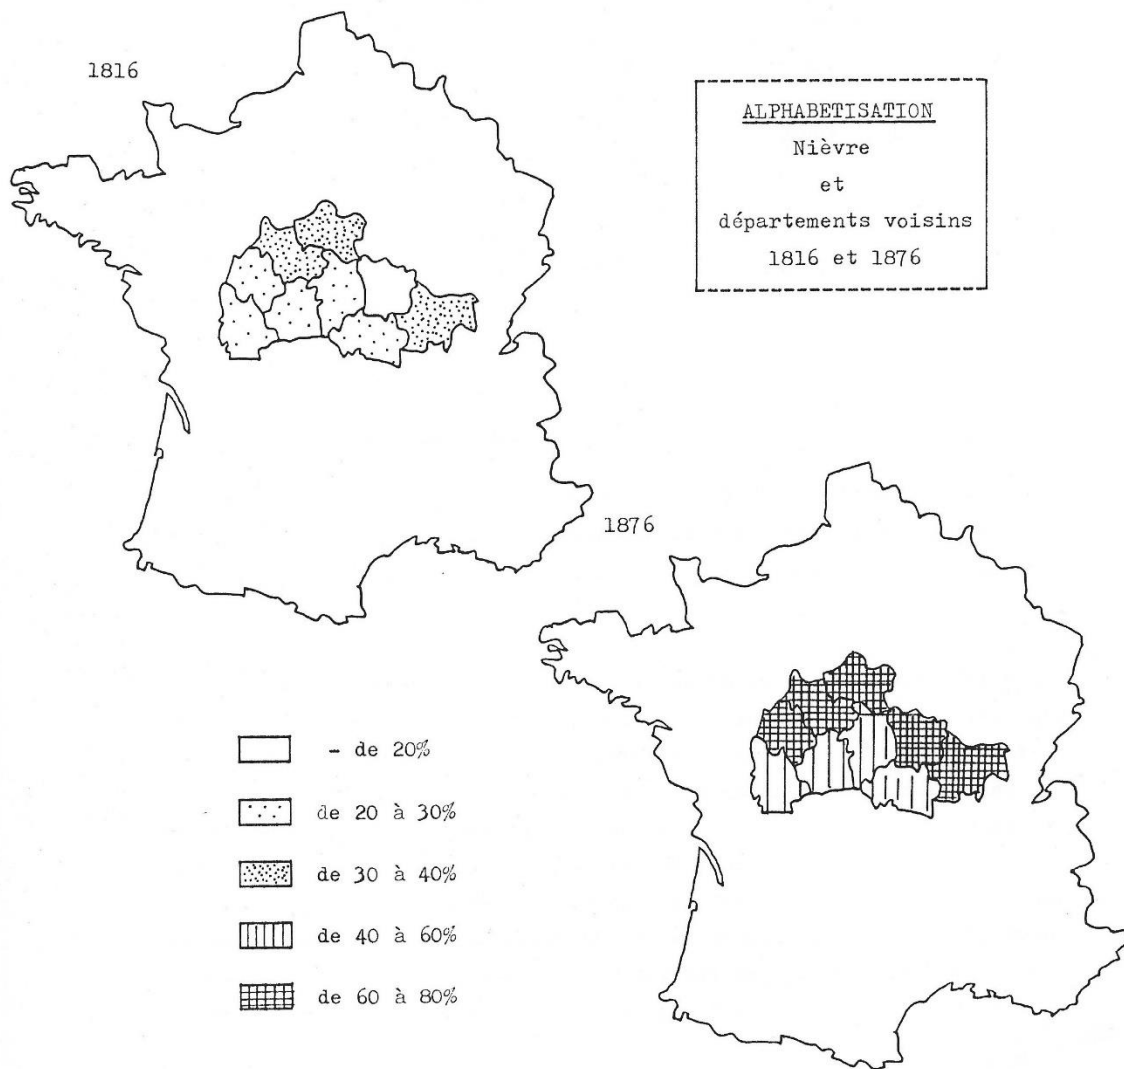 1816
ALPHABETISATION
Nièvre
et
départements voisins
1816 et 1876
1876
- de 20%
de 20 à 30%
de 30 à 40%
de 40 à 60%
de 60 à 80%